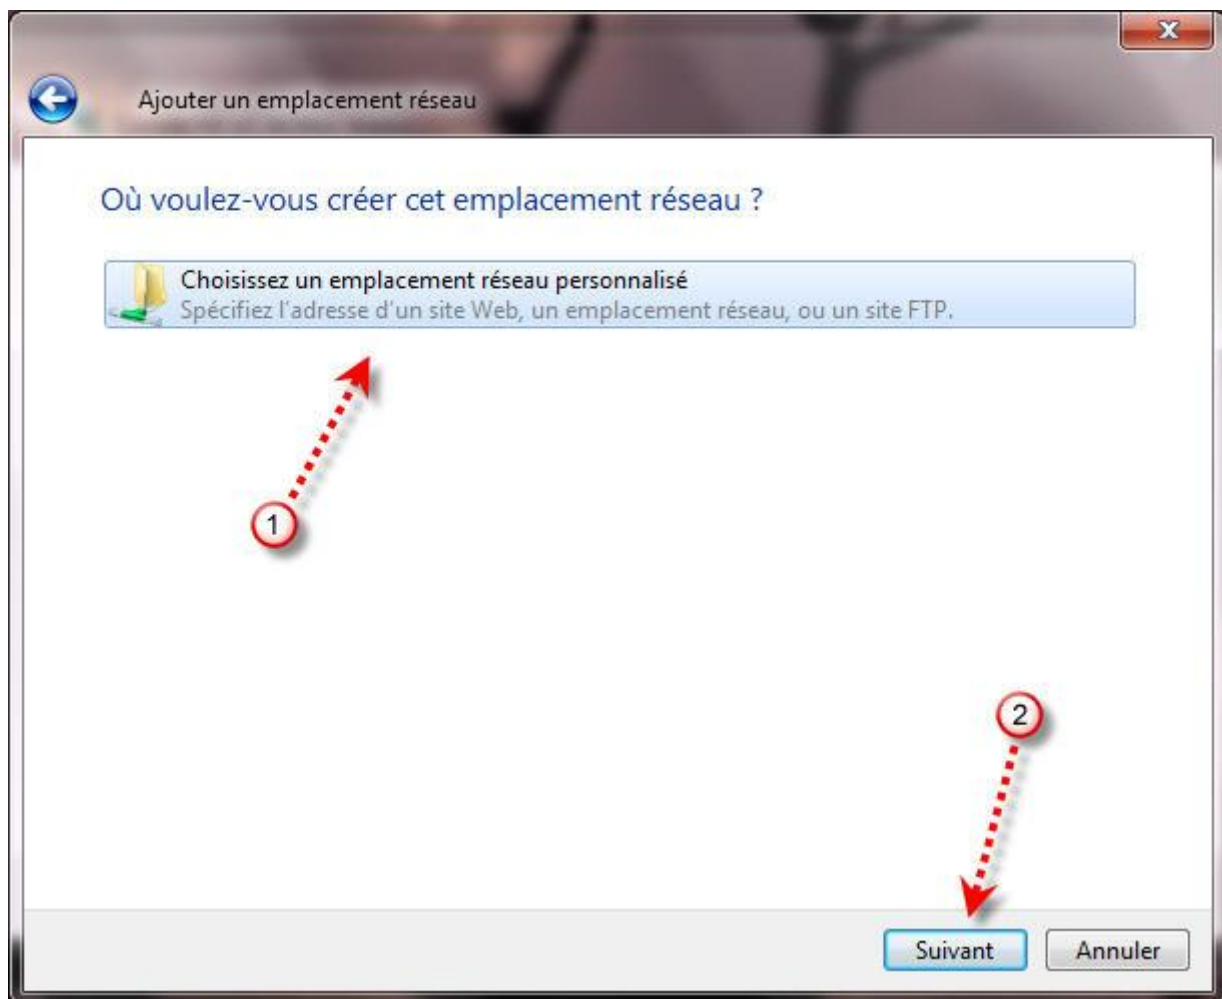 Ajouter un emplacement réseau
Où voulez-vous créer cet emplacement réseau ?
Choisissez un emplacement réseau personnalisé
Spécifiez l'adresse d'un site Web, un emplacement réseau, ou un site FTP.
1
2
Suivant
Annuler